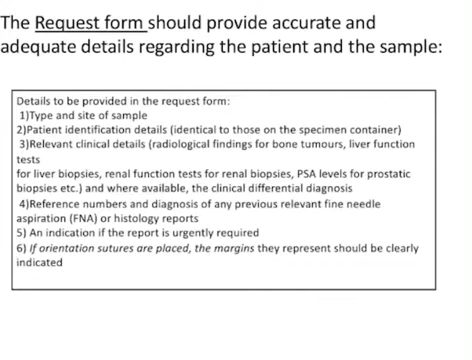 The Request form should provide accurate and
adequate details regarding the patient and the sample:
Details to be provided in the request form:
1)Type and site of sample
2)Patient identification details (identical to those on the specimen container)
3)Relevant clinical details (radiological findings for bone tumours, liver function
tests
for liver biopsies, renal function tests for renal biopsies, PSA levels for prostatic
biopsies etc.) and where available, the clinical differential diagnosis
4)Reference numbers and diagnosis of any previous relevant fine needle
aspiration (FNA) or histology reports
5) An indication if the report is urgently required
6) If orientation sutures are placed, the margins they represent should be clearly
indicated